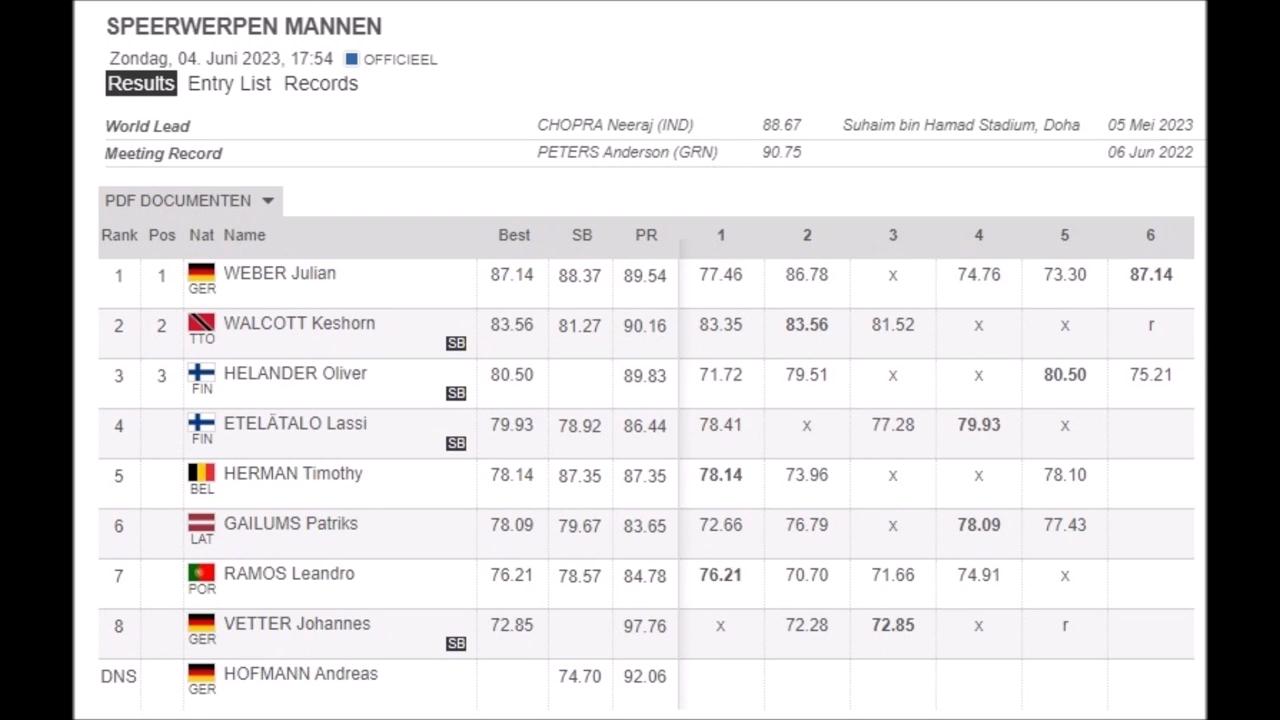 SPEERWERPEN MANNEN
Zondag, 04. Juni 2023, 17:54 OFFICIEEL
Results Entry List Records
World Lead CHOPRA Neeraj (IND) 88.67 Suhaim bin Hamad Stadium, Doha 05 Mei 2023
Meeting Record PETERS Anderson (GRN) 90.75 06 Jun 2022
PDF DOCUMENTEN
Rank Pos Nat Name Best SB PR 1 2 3 4 5 6
1 1 GER WEBER Julian 87.14 88.37 89.54 77.46 86.78 x 74.76 73.30 87.14
2 2 TTO WALCOTT Keshorn SB 83.56 81.27 90.16 83.35 83.56 81.52 x x r
3 3 FIN HELANDER Oliver SB 80.50 89.83 71.72 79.51 x x 80.50 75.21
4 FIN ETELÄTALO Lassi SB 79.93 78.92 86.44 78.41 x 77.28 79.93 x
5 BEL HERMAN Timothy 78.14 87.35 87.35 78.14 73.96 x x 78.10
6 LAT GAILUMS Patriks 78.09 79.67 83.65 72.66 76.79 x 78.09 77.43
7 POR RAMOS Leandro 76.21 78.57 84.78 76.21 70.70 71.66 74.91 x
8 GER VETTER Johannes SB 72.85 97.76 x 72.28 72.85 x r
DNS GER HOFMANN Andreas 74.70 92.06